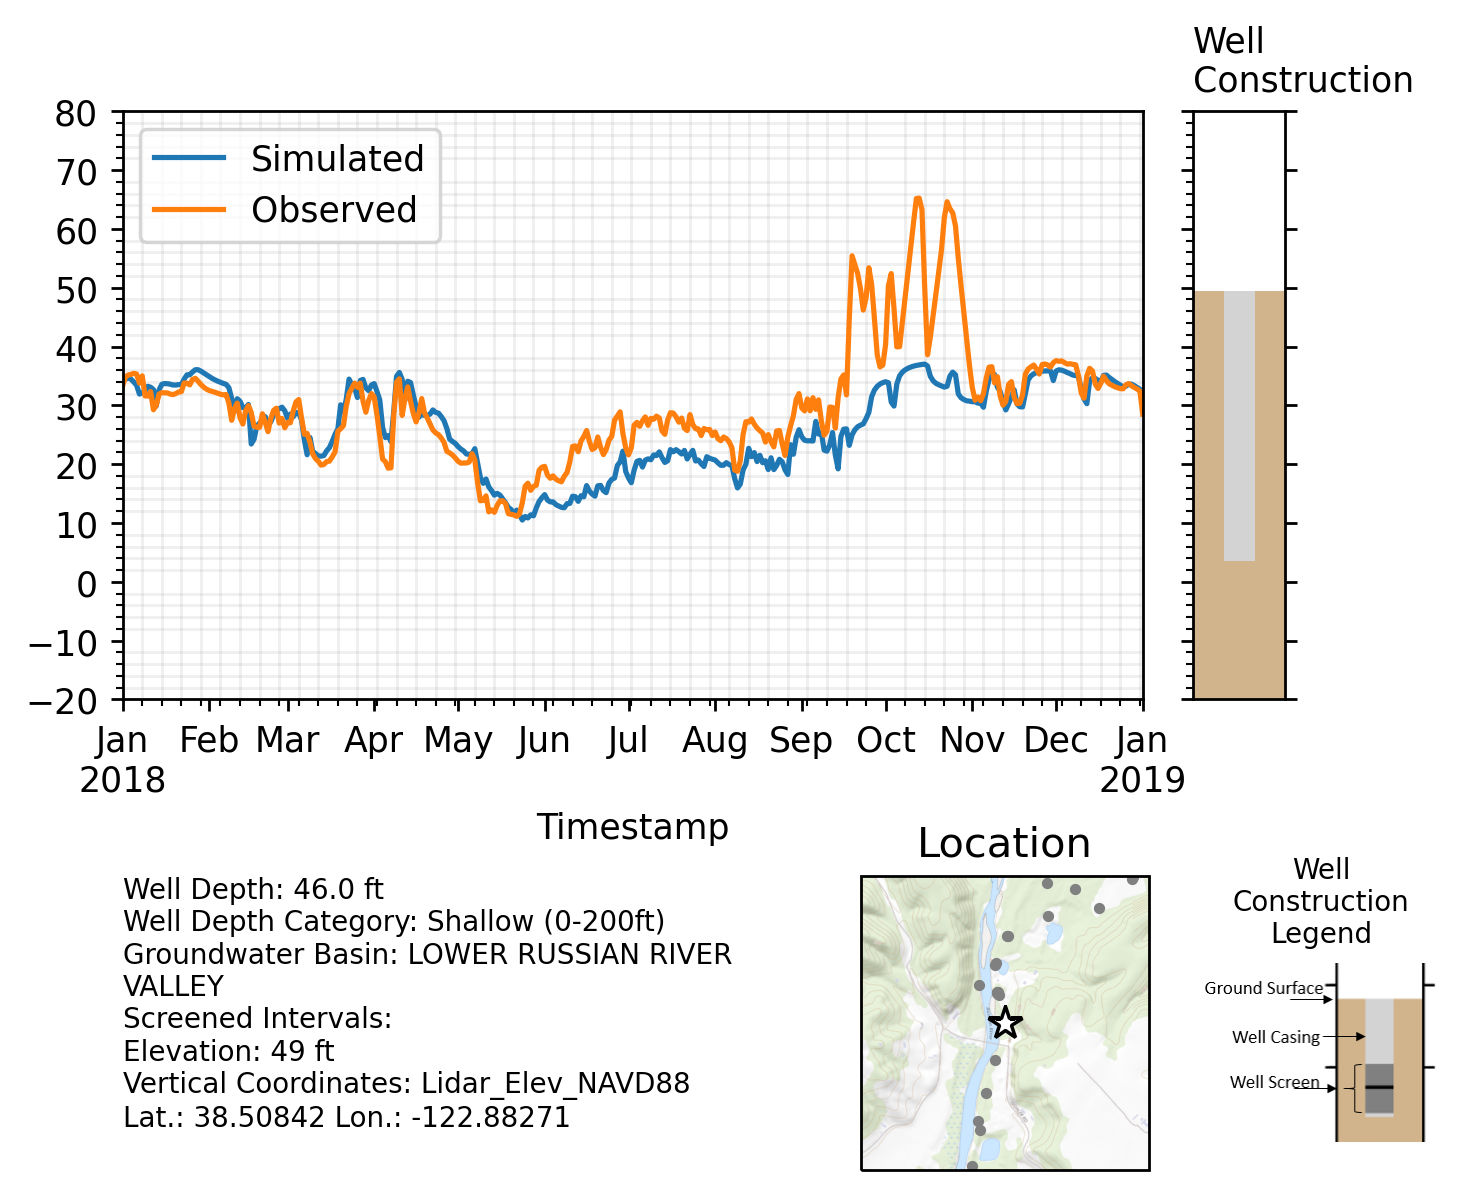 Well
Construction
80
70
60
50
40
30
20
10
0
−10
−20
Simulated
Observed
Jan Feb Mar Apr May Jun Jul Aug Sep Oct Nov Dec Jan
2018 2019
Timestamp
Well Depth: 46.0 ft
Well Depth Category: Shallow (0-200ft)
Groundwater Basin: LOWER RUSSIAN RIVER
VALLEY
Screened Intervals:
Elevation: 49 ft
Vertical Coordinates: Lidar_Elev_NAVD88
Lat.: 38.50842 Lon.: -122.88271
Location
Well
Construction
Legend
Ground Surface
Well Casing
Well Screen